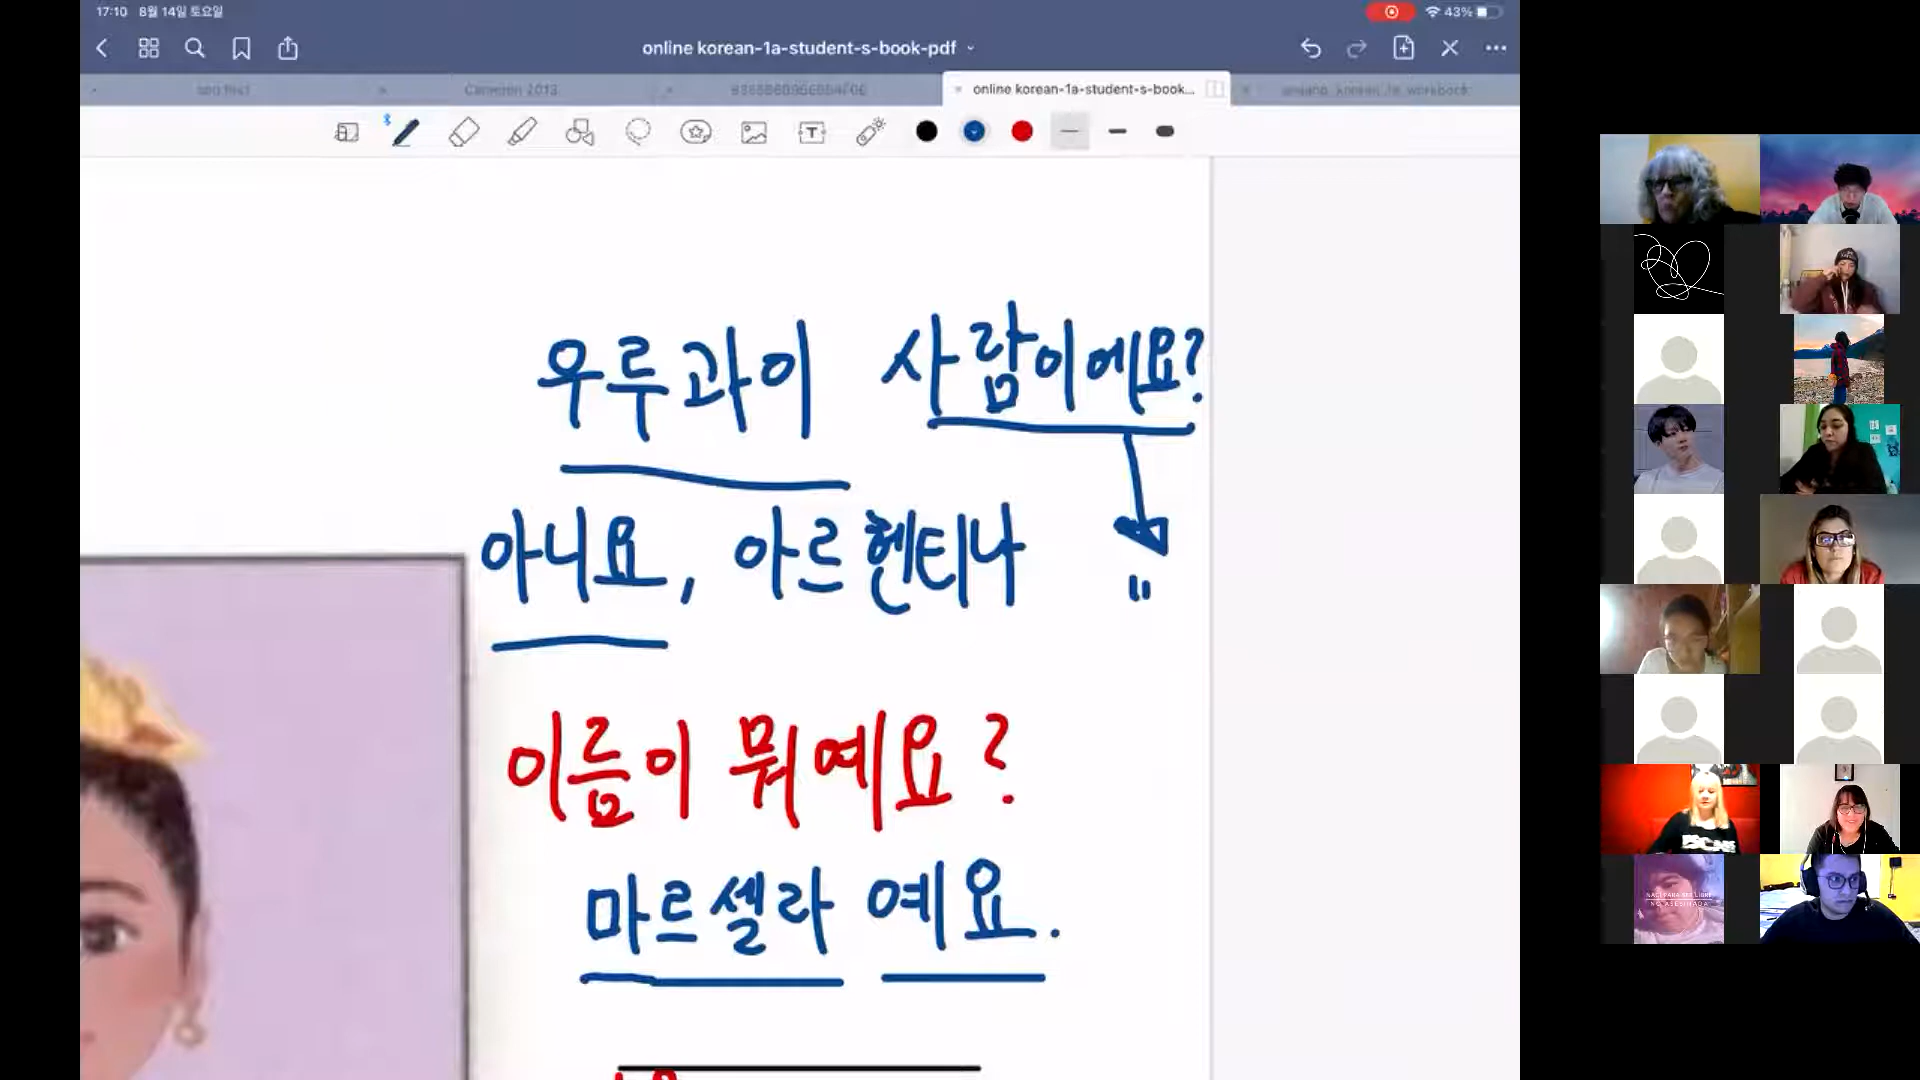 17:10 8월 14일 토요일
43%
online korean-1a-student-s-book-pdf
Cameron 2013
online korean-1a-student-s-book...
T
우루과이 사람이에요?
아니요, 아르헨티나 "
이름이 뭐예요?
마르셀라 예요.